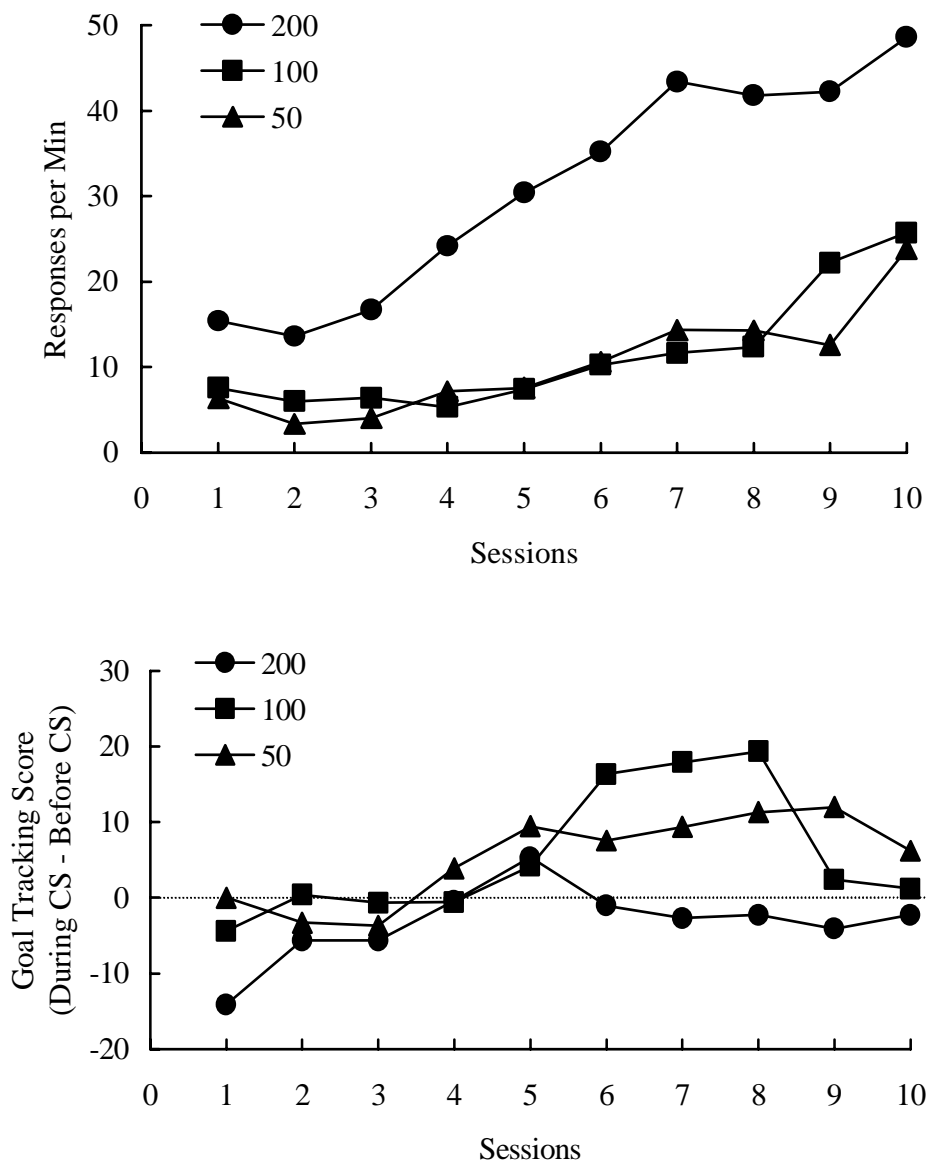 50
200
100
50
40
30
20
10
0
Responses per Min
0 1 2 3 4 5 6 7 8 9 10
Sessions
30
200
100
50
20
10
0
-10
-20
Goal Tracking Score
(During CS - Before CS)
0 1 2 3 4 5 6 7 8 9 10
Sessions